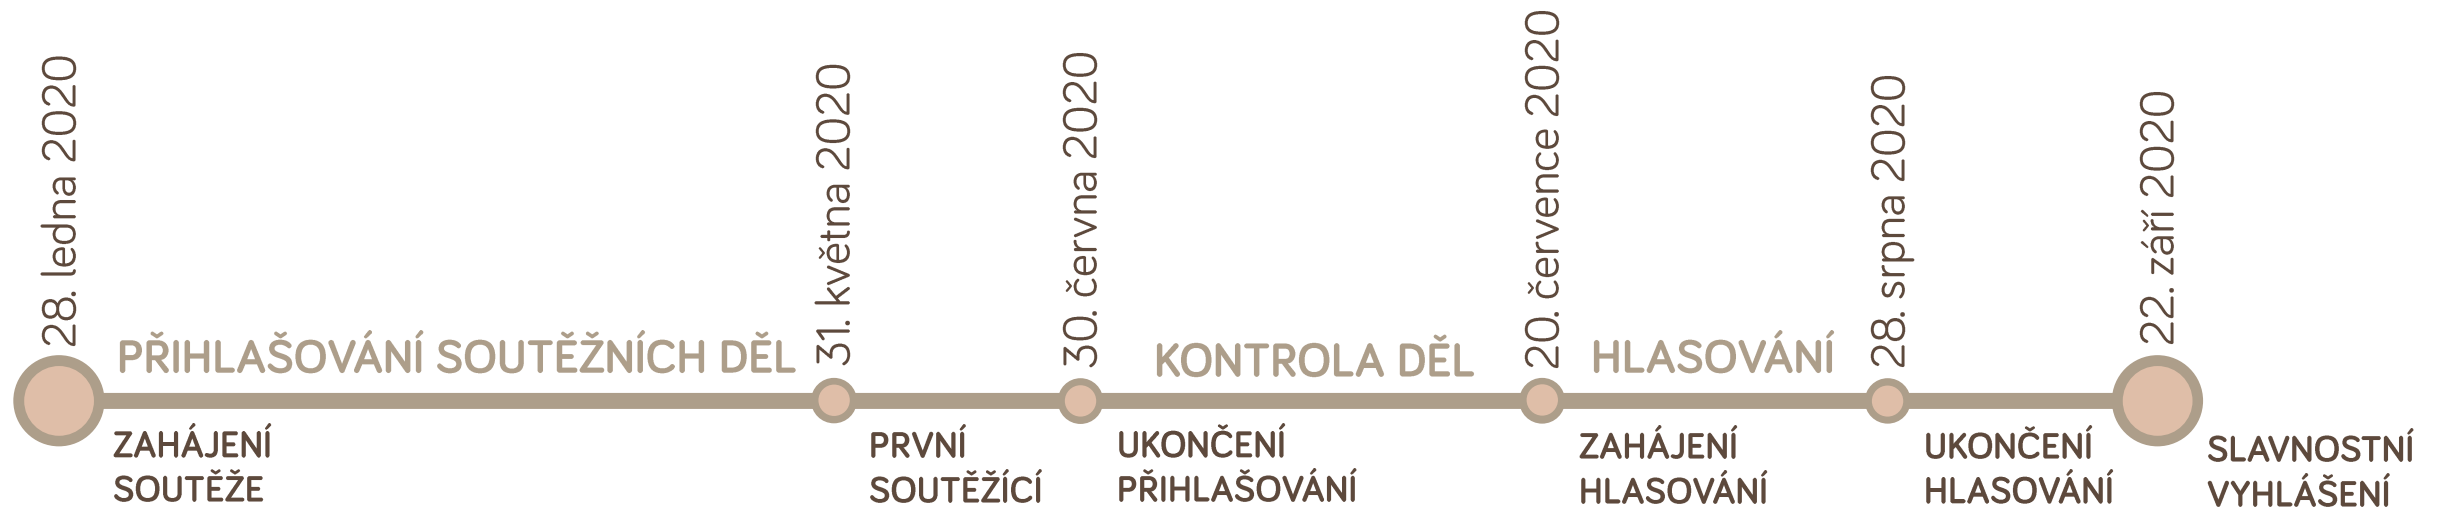 28. ledna 2020
31. května 2020
30. června 2020
20. července 2020
28. srpna 2020
22. září 2020
PŘIHLAŠOVÁNÍ SOUTĚŽNÍCH DĚL
KONTROLA DĚL
HLASOVÁNÍ
ZAHÁJENÍ
SOUTĚŽE
PRVNÍ
SOUTĚŽÍCÍ
UKONČENÍ
PŘIHLAŠOVÁNÍ
ZAHÁJENÍ
HLASOVÁNÍ
UKONČENÍ
HLASOVÁNÍ
SLAVNOSTNÍ
VYHLÁŠENÍ